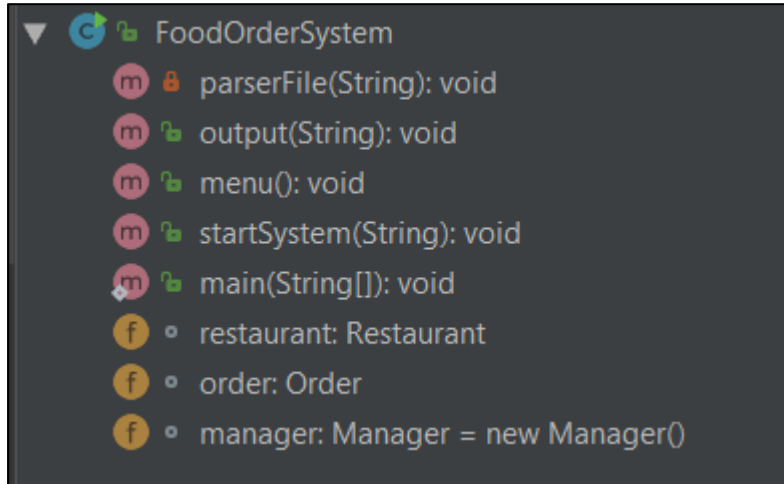 C FoodOrderSystem
m parserFile(String): void
m output(String): void
m menu(): void
m startSystem(String): void
m main(String[]): void
f restaurant: Restaurant
f order: Order
f manager: Manager = new Manager()